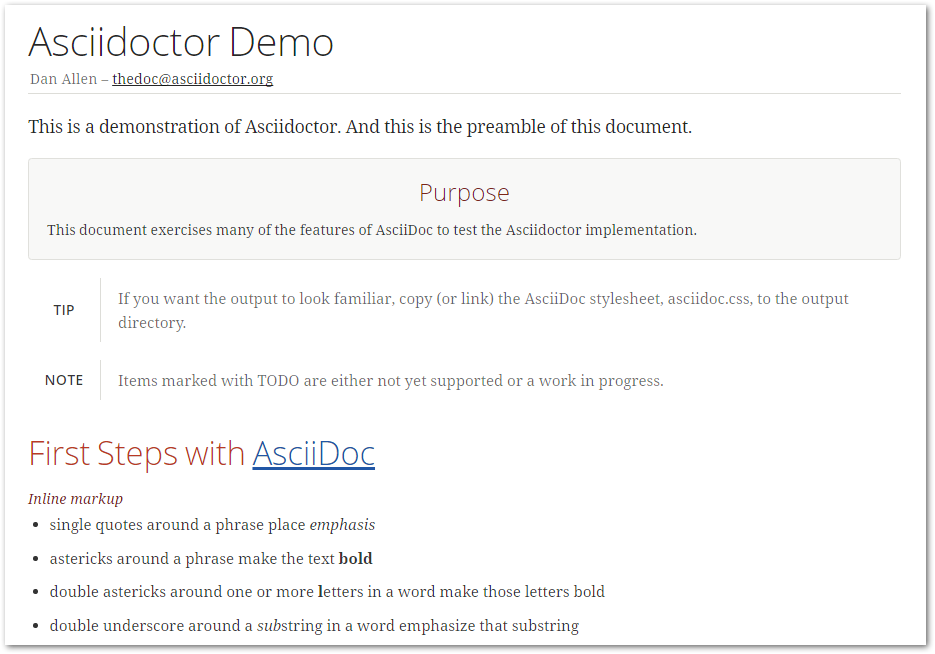 Asciidoctor Demo
Dan Allen – thedoc@asciidoctor.org
This is a demonstration of Asciidoctor. And this is the preamble of this document.
Purpose
This document exercises many of the features of AsciiDoc to test the Asciidoctor implementation.
TIP
If you want the output to look familiar, copy (or link) the AsciiDoc stylesheet, asciidoc.css, to the output
directory.
NOTE
Items marked with TODO are either not yet supported or a work in progress.
First Steps with AsciiDoc
Inline markup
• single quotes around a phrase place emphasis
• astericks around a phrase make the text bold
• double astericks around one or more letters in a word make those letters bold
• double underscore around a substring in a word emphasize that substring